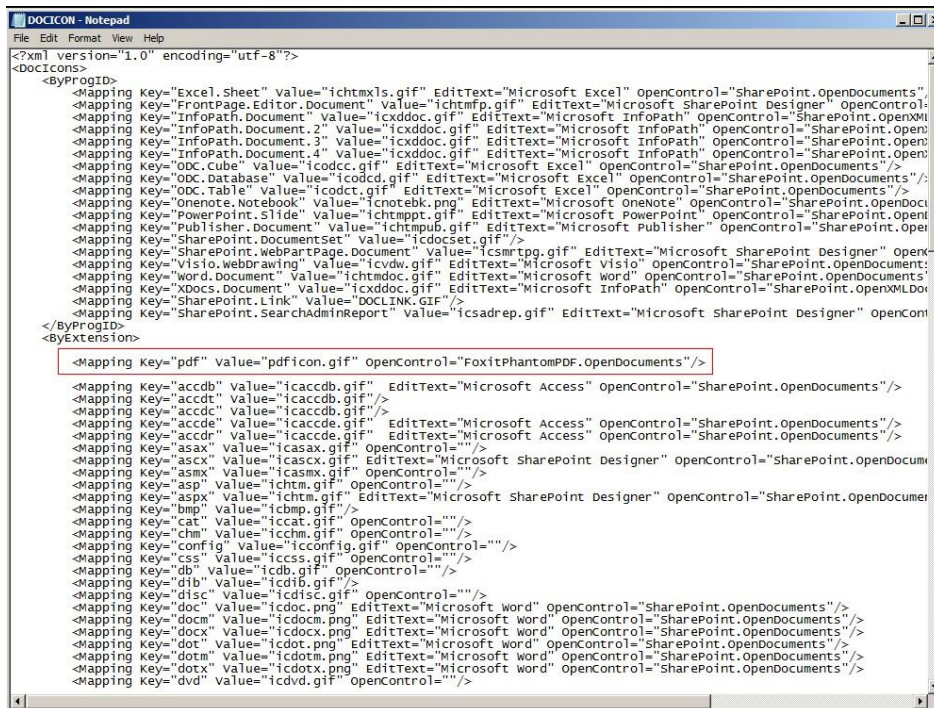 DOCICON - Notepad
File Edit Format View Help
<?xml version="1.0" encoding="utf-8"?>
<DocIcons>
<ByProgID>
<Mapping Key="Excel.Sheet" Value="ichtmxls.gif" EditText="Microsoft Excel" OpenControl="SharePoint.OpenDocuments"/
<Mapping Key="FrontPage.Editor.Document" Value="ichtmfp.gif" EditText="Microsoft SharePoint Designer" OpenControl=
<Mapping Key="InfoPath.Document" Value="icxddoc.gif" EditText="Microsoft InfoPath" OpenControl="SharePoint.OpenXML
<Mapping Key="InfoPath.Document.2" Value="icxddoc.gif" EditText="Microsoft InfoPath" OpenControl="SharePoint.OpenX
<Mapping Key="InfoPath.Document.3" Value="icxddoc.gif" EditText="Microsoft InfoPath" OpenControl="SharePoint.OpenX
<Mapping Key="InfoPath.Document.4" Value="icxddoc.gif" EditText="Microsoft InfoPath" OpenControl="SharePoint.OpenX
<Mapping Key="ODC.Cube" Value="icodcc.gif" EditText="Microsoft Excel" OpenControl="SharePoint.OpenDocuments"/>
<Mapping Key="ODC.Database" Value="icodcd.gif" EditText="Microsoft Excel" OpenControl="SharePoint.OpenDocuments"/>
<Mapping Key="ODC.Table" Value="icodct.gif" EditText="Microsoft Excel" OpenControl="SharePoint.OpenDocuments"/>
<Mapping Key="Onenote.Notebook" Value="icnotebk.png" EditText="Microsoft OneNote" OpenControl="SharePoint.OpenDocu
<Mapping Key="PowerPoint.Slide" Value="ichtmppt.gif" EditText="Microsoft PowerPoint" OpenControl="SharePoint.OpenD
<Mapping Key="Publisher.Document" Value="ichtmpub.gif" EditText="Microsoft Publisher" OpenControl="SharePoint.Open
<Mapping Key="SharePoint.DocumentSet" Value="icdocset.gif"/>
<Mapping Key="SharePoint.WebPartPage.Document" Value="icsmrtpg.gif" EditText="Microsoft SharePoint Designer" Open
<Mapping Key="Visio.WebDrawing" Value="icvdw.gif" EditText="Microsoft Visio" OpenControl="SharePoint.OpenDocuments
<Mapping Key="Word.Document" Value="ichtmdoc.gif" EditText="Microsoft Word" OpenControl="SharePoint.OpenDocuments"
<Mapping Key="XDocs.Document" Value="icxddoc.gif" EditText="Microsoft InfoPath" OpenControl="SharePoint.OpenXMLDoc
<Mapping Key="SharePoint.Link" Value="DOCLINK.GIF"/>
<Mapping Key="SharePoint.SearchAdminReport" Value="icsadrep.gif" EditText="Microsoft SharePoint Designer" OpenCont
</ByProgID>
<ByExtension>
<Mapping Key="pdf" Value="pdficon.gif" OpenControl="FoxitPhantomPDF.OpenDocuments"/>
<Mapping Key="accdb" Value="icaccdb.gif" EditText="Microsoft Access" OpenControl="SharePoint.OpenDocuments"/>
<Mapping Key="accdt" Value="icaccdb.gif"/>
<Mapping Key="accdc" Value="icaccdb.gif"/>
<Mapping Key="accde" Value="icaccde.gif" EditText="Microsoft Access" OpenControl="SharePoint.OpenDocuments"/>
<Mapping Key="accdr" Value="icaccde.gif" EditText="Microsoft Access" OpenControl="SharePoint.OpenDocuments"/>
<Mapping Key="asax" Value="icasax.gif" OpenControl=""/>
<Mapping Key="ascx" Value="icascx.gif" EditText="Microsoft SharePoint Designer" OpenControl="SharePoint.OpenDocume
<Mapping Key="asmx" Value="icasmx.gif" OpenControl=""/>
<Mapping Key="asp" Value="ichtm.gif" OpenControl=""/>
<Mapping Key="aspx" Value="ichtm.gif" EditText="Microsoft SharePoint Designer" OpenControl="SharePoint.OpenDocumen
<Mapping Key="bmp" Value="icbmp.gif"/>
<Mapping Key="cat" Value="iccat.gif" OpenControl=""/>
<Mapping Key="chm" Value="icchm.gif" OpenControl=""/>
<Mapping Key="config" Value="icconfig.gif" OpenControl=""/>
<Mapping Key="css" Value="iccss.gif" OpenControl=""/>
<Mapping Key="db" Value="icdb.gif" OpenControl=""/>
<Mapping Key="dib" Value="icdib.gif"/>
<Mapping Key="disc" Value="icdisc.gif" OpenControl=""/>
<Mapping Key="doc" Value="icdoc.png" EditText="Microsoft Word" OpenControl="SharePoint.OpenDocuments"/>
<Mapping Key="docm" Value="icdocm.png" EditText="Microsoft Word" OpenControl="SharePoint.OpenDocuments"/>
<Mapping Key="docx" Value="icdocx.png" EditText="Microsoft Word" OpenControl="SharePoint.OpenDocuments"/>
<Mapping Key="dot" Value="icdot.png" EditText="Microsoft Word" OpenControl="SharePoint.OpenDocuments"/>
<Mapping Key="dotm" Value="icdotm.png" EditText="Microsoft Word" OpenControl="SharePoint.OpenDocuments"/>
<Mapping Key="dotx" Value="icdotx.png" EditText="Microsoft Word" OpenControl="SharePoint.OpenDocuments"/>
<Mapping Key="dvd" Value="icdvd.gif" OpenControl=""/>